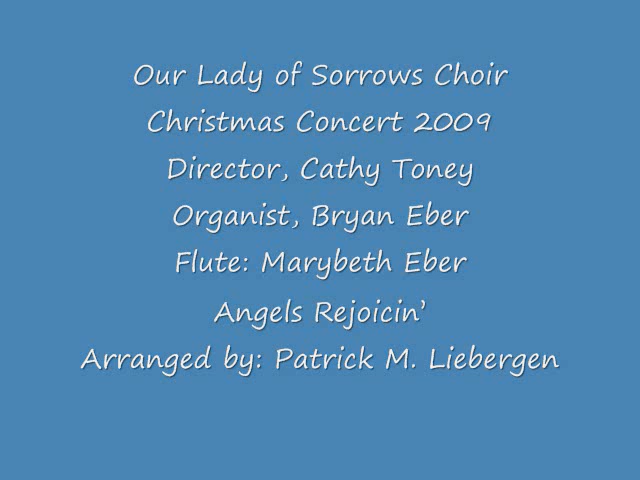 Our Lady of Sorrows Choir
Christmas Concert 2009
Director, Cathy Toney
Organist, Bryan Eber
Flute: Marybeth Eber
Angels Rejoicin’
Arranged by: Patrick M. Liebergen